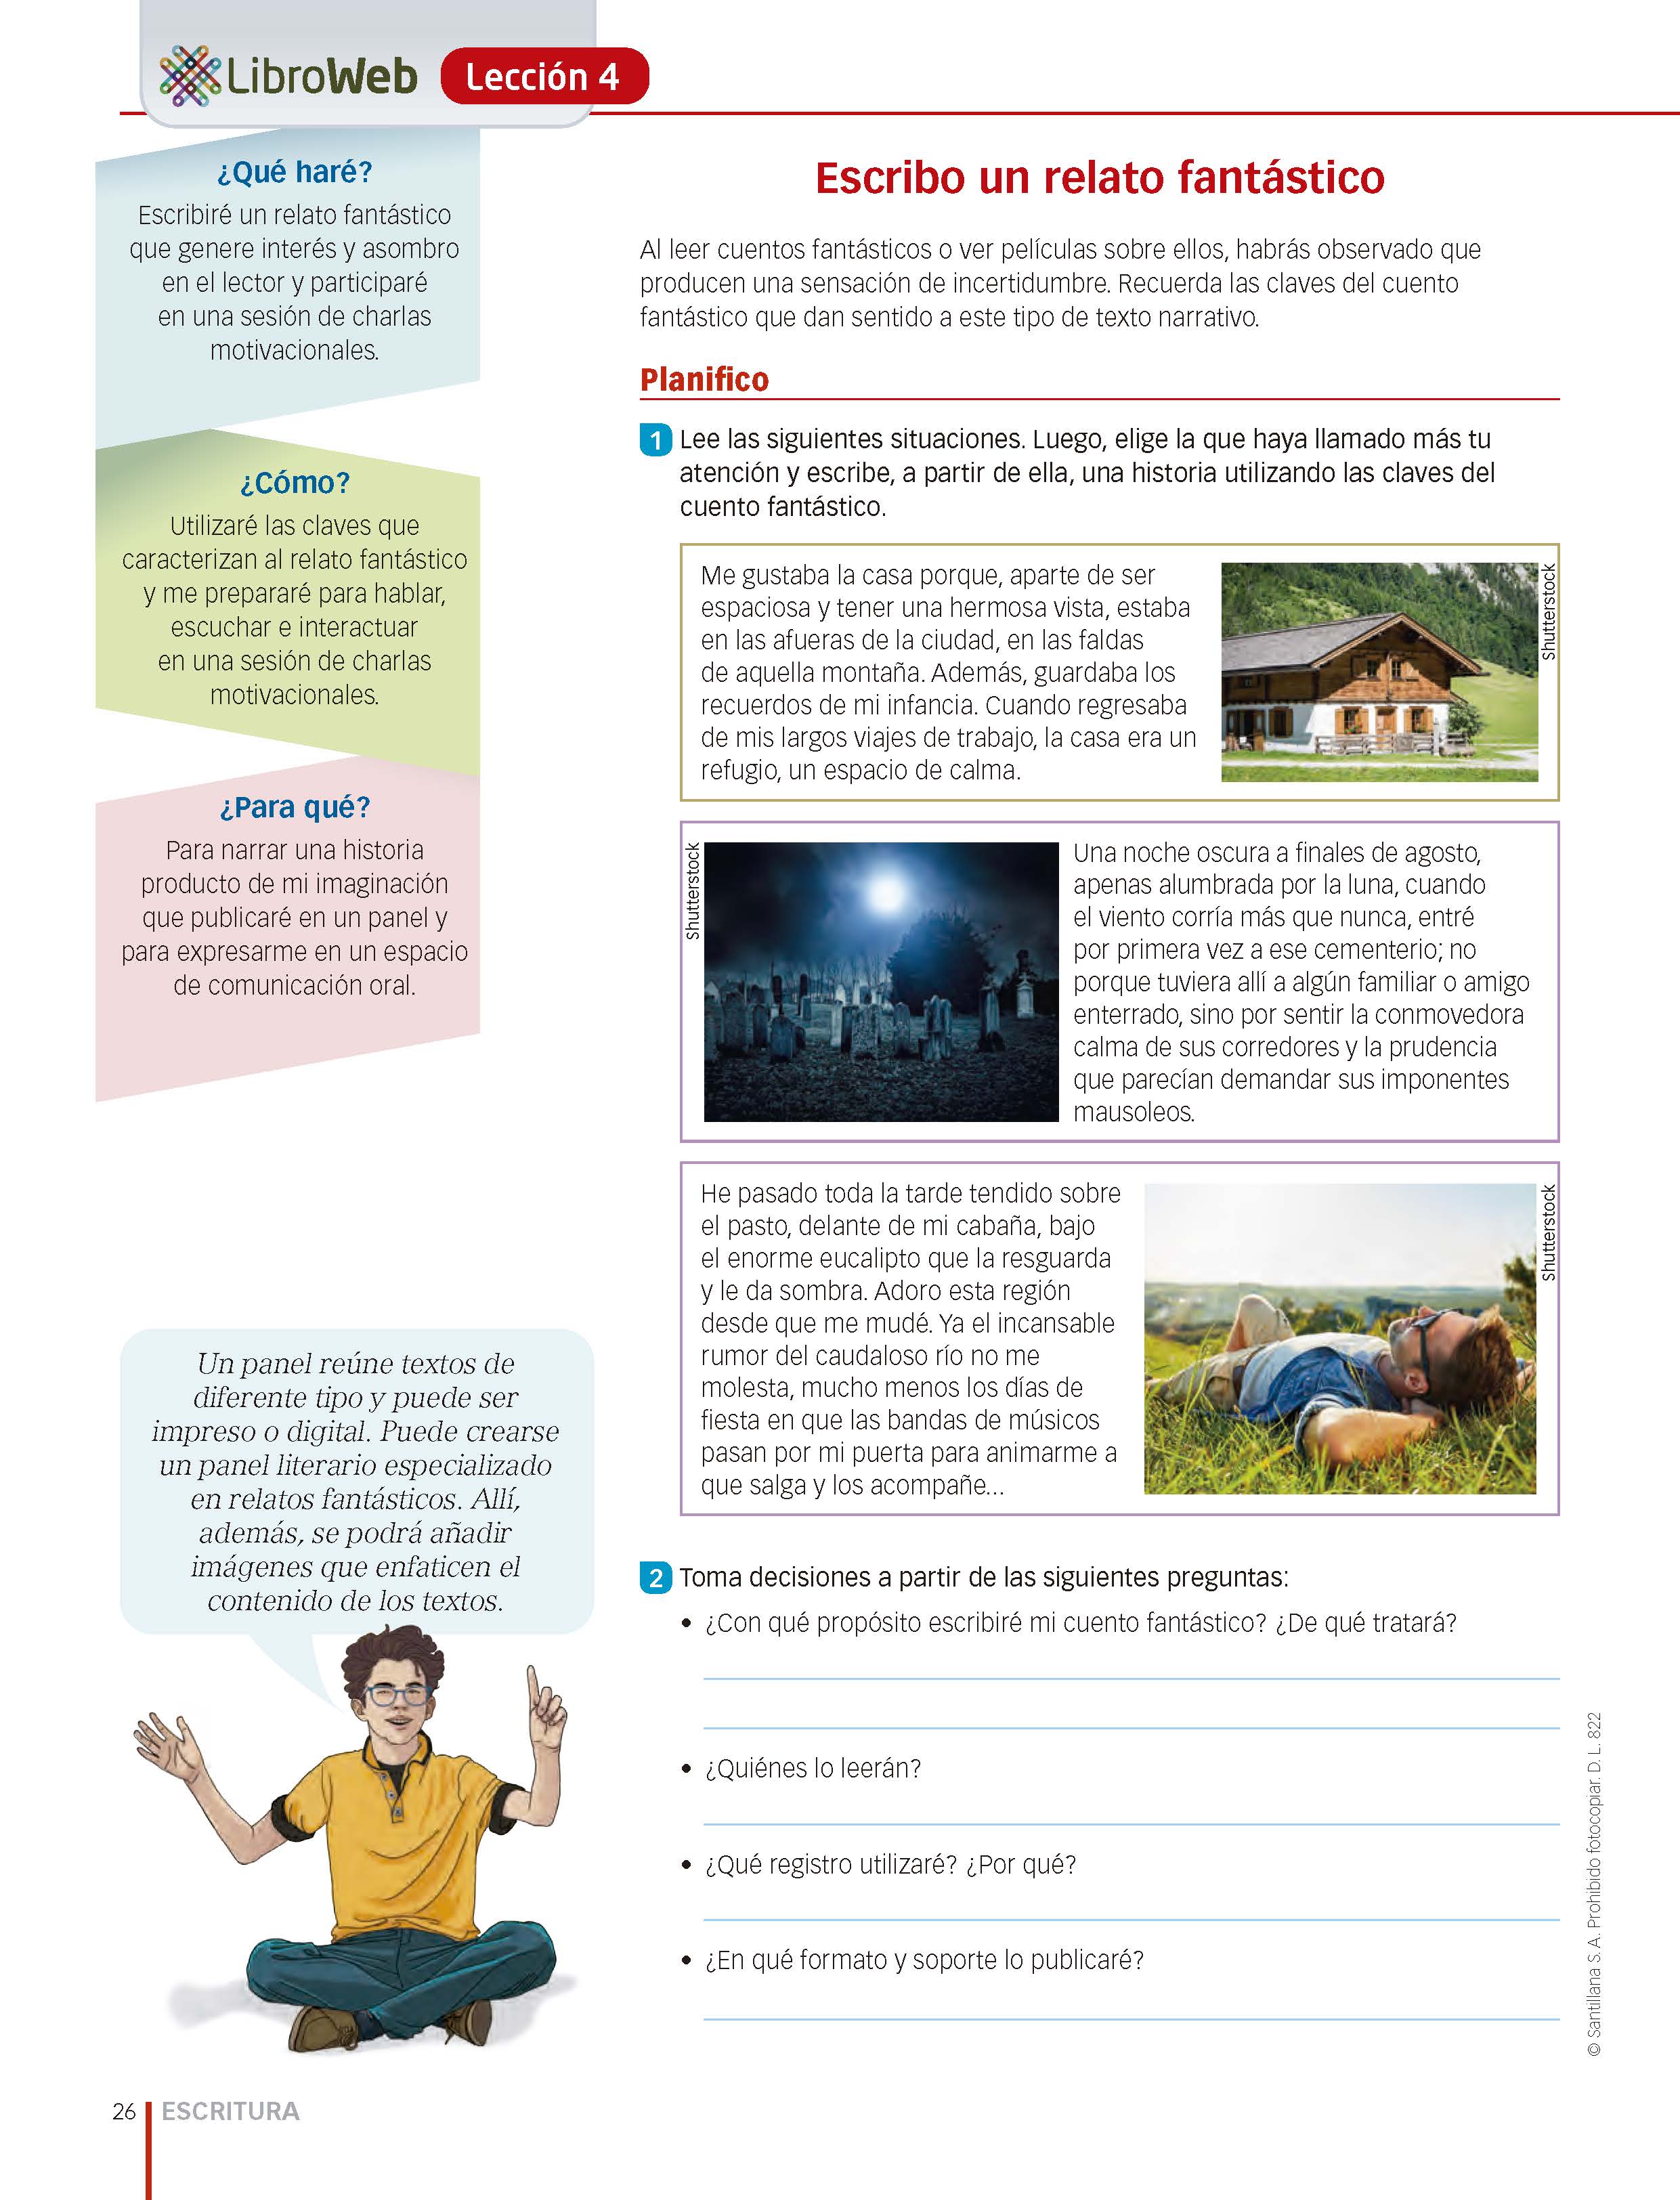 LibroWeb
Lección 4
¿Qué haré?
Escribiré un relato fantástico
que genere interés y asombro
en el lector y participaré
en una sesión de charlas
motivacionales.
¿Cómo?
Utilizaré las claves que
caracterizan al relato fantástico
y me prepararé para hablar,
escuchar e interactuar
en una sesión de charlas
motivacionales.
¿Para qué?
Para narrar una historia
producto de mi imaginación
que publicaré en un panel y
para expresarme en un espacio
de comunicación oral.
Un panel reúne textos de
diferente tipo y puede ser
impreso o digital. Puede crearse
un panel literario especializado
en relatos fantásticos. Allí,
además, se podrá añadir
imágenes que enfaticen el
contenido de los textos.
Escribo un relato fantástico
Al leer cuentos fantásticos o ver películas sobre ellos, habrás observado que
producen una sensación de incertidumbre. Recuerda las claves del cuento
fantástico que dan sentido a este tipo de texto narrativo.
Planifico
1 Lee las siguientes situaciones. Luego, elige la que haya llamado más tu
atención y escribe, a partir de ella, una historia utilizando las claves del
cuento fantástico.
Me gustaba la casa porque, aparte de ser
espaciosa y tener una hermosa vista, estaba
en las afueras de la ciudad, en las faldas
de aquella montaña. Además, guardaba los
recuerdos de mi infancia. Cuando regresaba
de mis largos viajes de trabajo, la casa era un
refugio, un espacio de calma.
Shutterstock
Shutterstock
Una noche oscura a finales de agosto,
apenas alumbrada por la luna, cuando
el viento corría más que nunca, entré
por primera vez a ese cementerio; no
porque tuviera allí a algún familiar o amigo
enterrado, sino por sentir la conmovedora
calma de sus corredores y la prudencia
que parecían demandar sus imponentes
mausoleos.
He pasado toda la tarde tendido sobre
el pasto, delante de mi cabaña, bajo
el enorme eucalipto que la resguarda
y le da sombra. Adoro esta región
desde que me mudé. Ya el incansable
rumor del caudaloso río no me
molesta, mucho menos los días de
fiesta en que las bandas de músicos
pasan por mi puerta para animarme a
que salga y los acompañe...
Shutterstock
2 Toma decisiones a partir de las siguientes preguntas:
• ¿Con qué propósito escribiré mi cuento fantástico? ¿De qué tratará?
• ¿Quiénes lo leerán?
• ¿Qué registro utilizaré? ¿Por qué?
• ¿En qué formato y soporte lo publicaré?
© Santillana S. A. Prohibido fotocopiar. D. L. 822
26 ESCRITURA